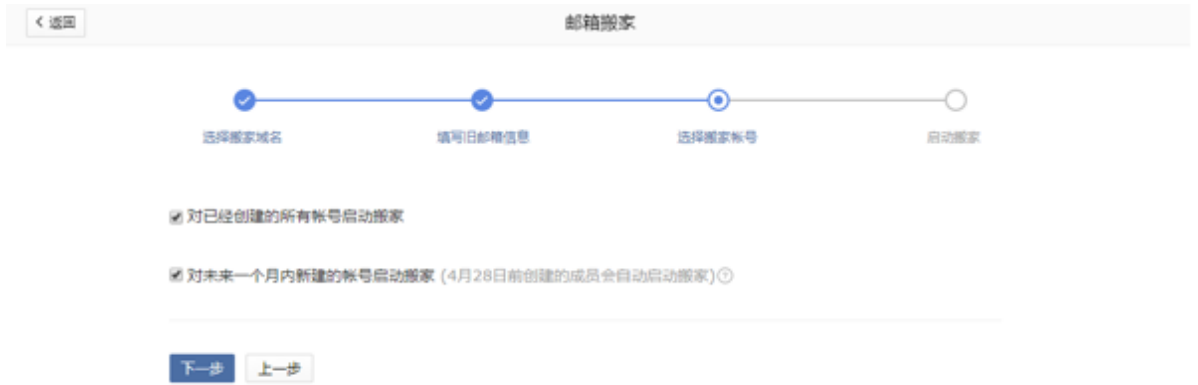 < 返回
邮箱搬家
选择搬家域名
填写旧邮箱信息
选择搬家帐号
启动搬家
对已经创建的所有帐号启动搬家
对未来一个月内新建的帐号启动搬家 (4月28日前创建的成员会自动启动搬家)?
下一步
上一步